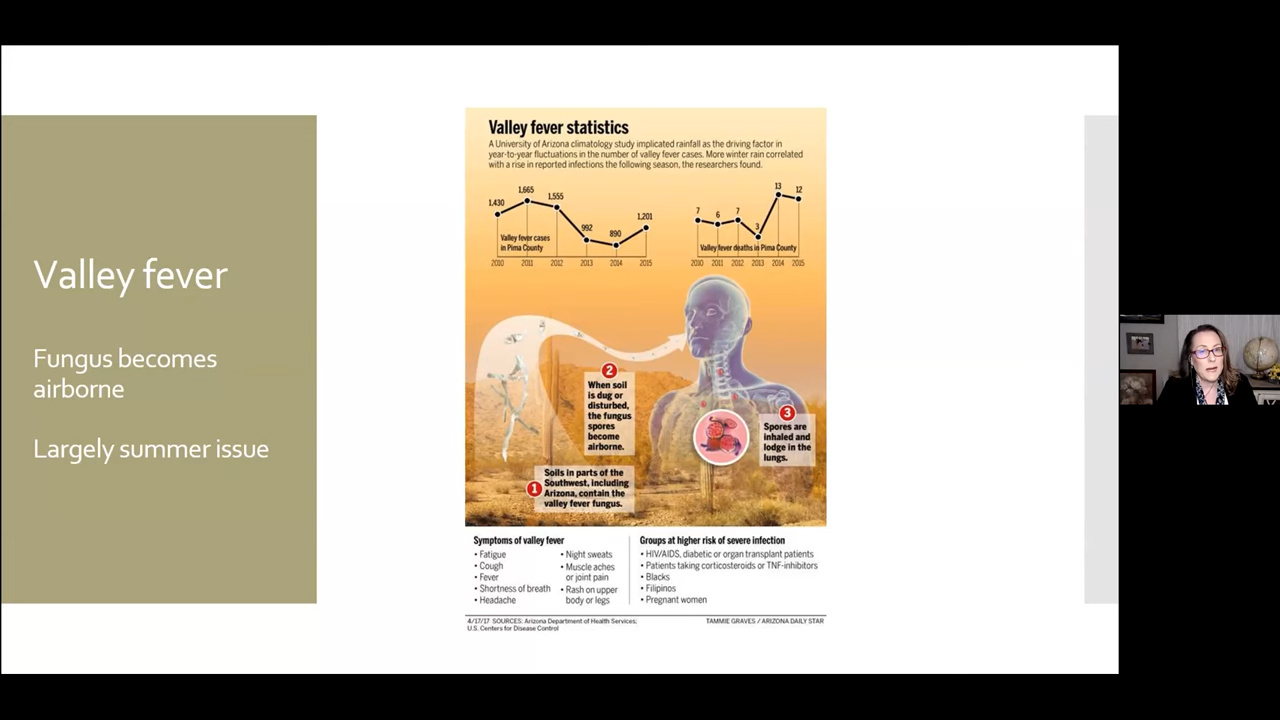 Valley fever
Fungus becomes
airborne
Largely summer issue
Valley fever statistics
A University of Arizona climatology study implicated rainfall as the driving factor in
year-to-year fluctuations in the number of valley fever cases. More winter rain correlated
with a rise in reported infections the following season, the researchers found.
1,430
1,665
1,555
992
890
1,201
Valley fever cases
in Pima County
2010 2011 2012 2013 2014 2015
7
6
7
3
13
12
Valley fever deaths in Pima County
2010 2011 2012 2013 2014 2015
2
When soil
is dug or
disturbed,
the fungus
spores
become
airborne.
3
Spores are
inhaled and
lodge in the
lungs.
1
Soils in parts of the
Southwest, including
Arizona, contain the
valley fever fungus.
Symptoms of valley fever
• Fatigue
• Cough
• Fever
• Shortness of breath
• Headache
• Night sweats
• Muscle aches
or joint pain
• Rash on upper
body or legs
Groups at higher risk of severe infection
• HIV/AIDS, diabetic or organ transplant patients
• Patients taking corticosteroids or TNF-inhibitors
• Blacks
• Filipinos
• Pregnant women
4/17/17 SOURCES: Arizona Department of Health Services;
U.S. Centers for Disease Control
TAMMIE GRAVES / ARIZONA DAILY STAR